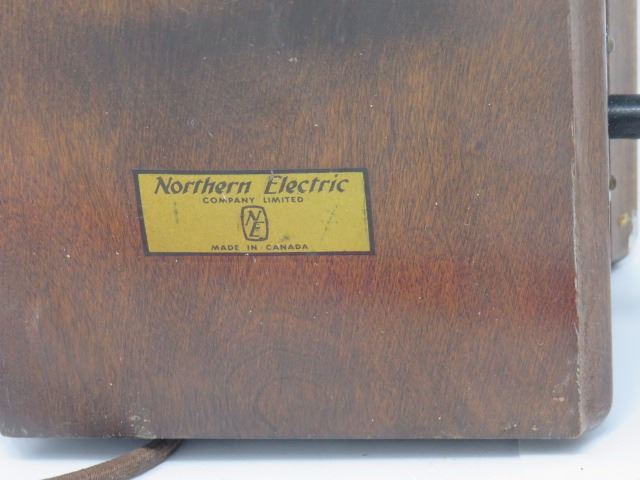 Northern Electric
COMPANY LIMITED
NE
MADE IN CANADA